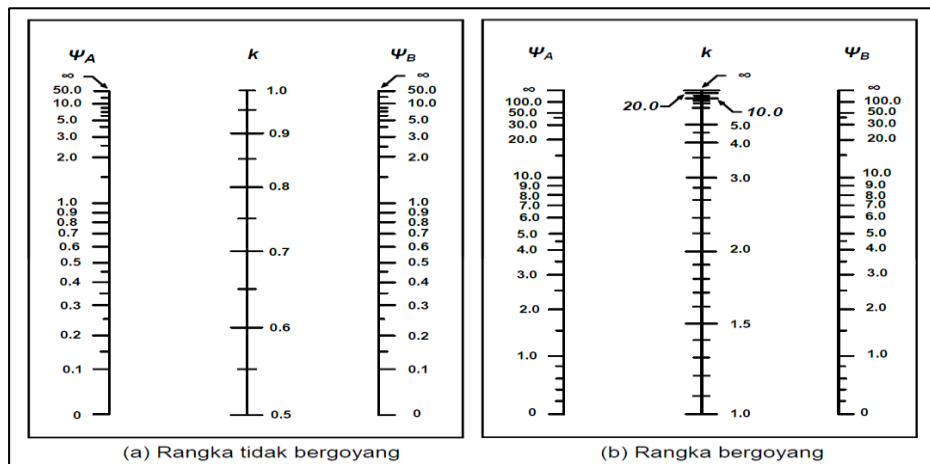 Ψ_A k Ψ_B
∞ ∞
50.0 1.0 50.0
10.0 10.0
5.0 5.0
3.0 0.9 3.0
2.0 2.0
0.8
1.0 1.0
0.9 0.9
0.8 0.8
0.7 0.7
0.6 0.7 0.6
0.5 0.5
0.4 0.4
0.3 0.3
0.6
0.2 0.2
0.1 0.1
0 0.5 0
(a) Rangka tidak bergoyang
Ψ_A k Ψ_B
∞ ∞ ∞
100.0 20.0 10.0 100.0
50.0 50.0
30.0 5.0 30.0
20.0 4.0 20.0
10.0 3.0 10.0
9.0 9.0
8.0 8.0
7.0 7.0
6.0 6.0
5.0 5.0
4.0 2.0 4.0
3.0 3.0
2.0 2.0
1.5
1.0 1.0
0 1.0 0
(b) Rangka bergoyang